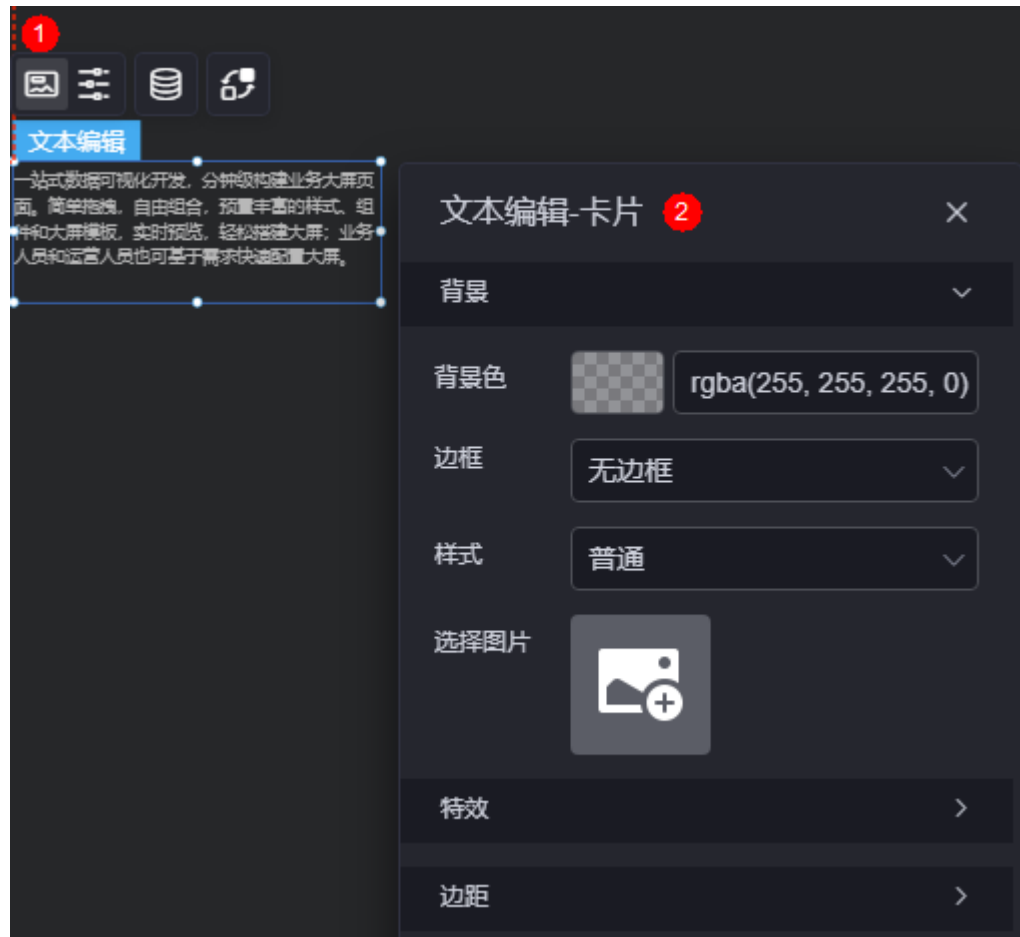 1
文本编辑
一站式数据可视化开发，分钟级构建业务大屏页
面。简单拖拽，自由组合，预置丰富的样式、组
件和大屏模板，实时预览，轻松搭建大屏；业务
人员和运营人员也可基于需求快速配置大屏。
文本编辑-卡片 2
背景
背景色 rgba(255, 255, 255, 0)
边框 无边框
样式 普通
选择图片
特效
边距